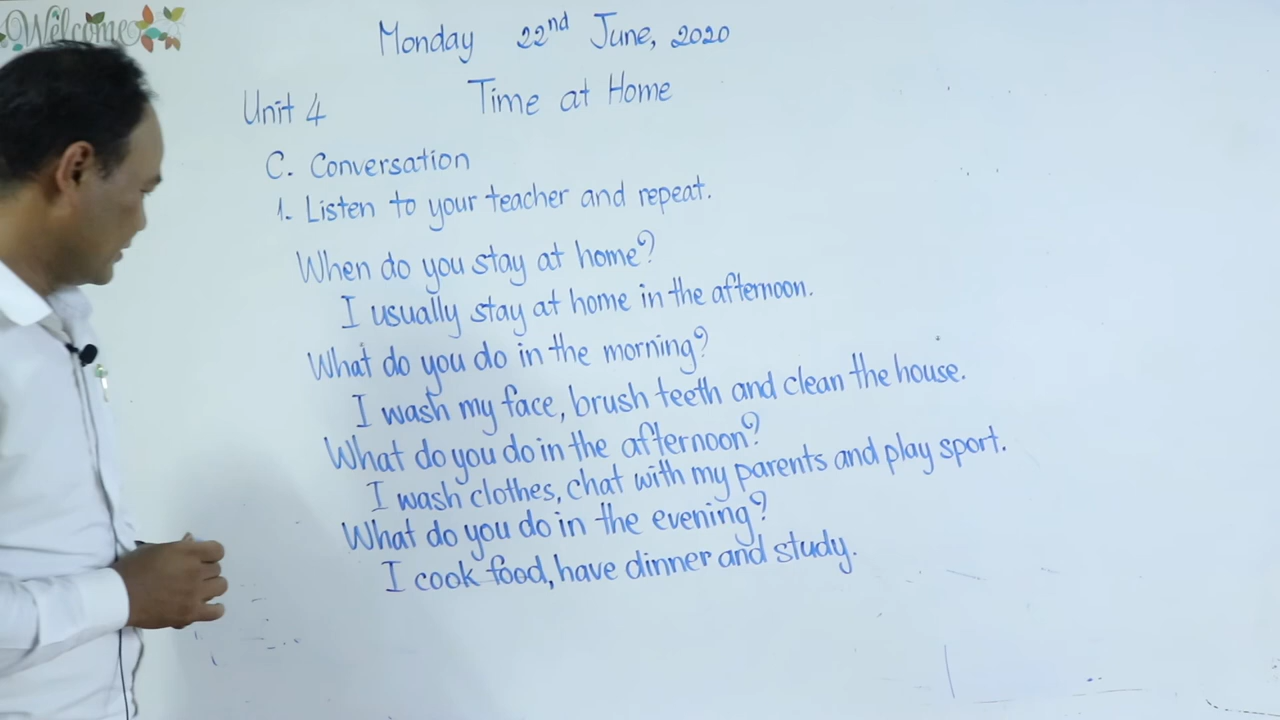 Welcome
Monday 22nd June, 2020
Unit 4 Time at Home
C. Conversation
1. Listen to your teacher and repeat.
When do you stay at home?
I usually stay at home in the afternoon.
What do you do in the morning?
I wash my face, brush teeth and clean the house.
What do you do in the afternoon?
I wash clothes, chat with my parents and play sport.
What do you do in the evening?
I cook food, have dinner and study.